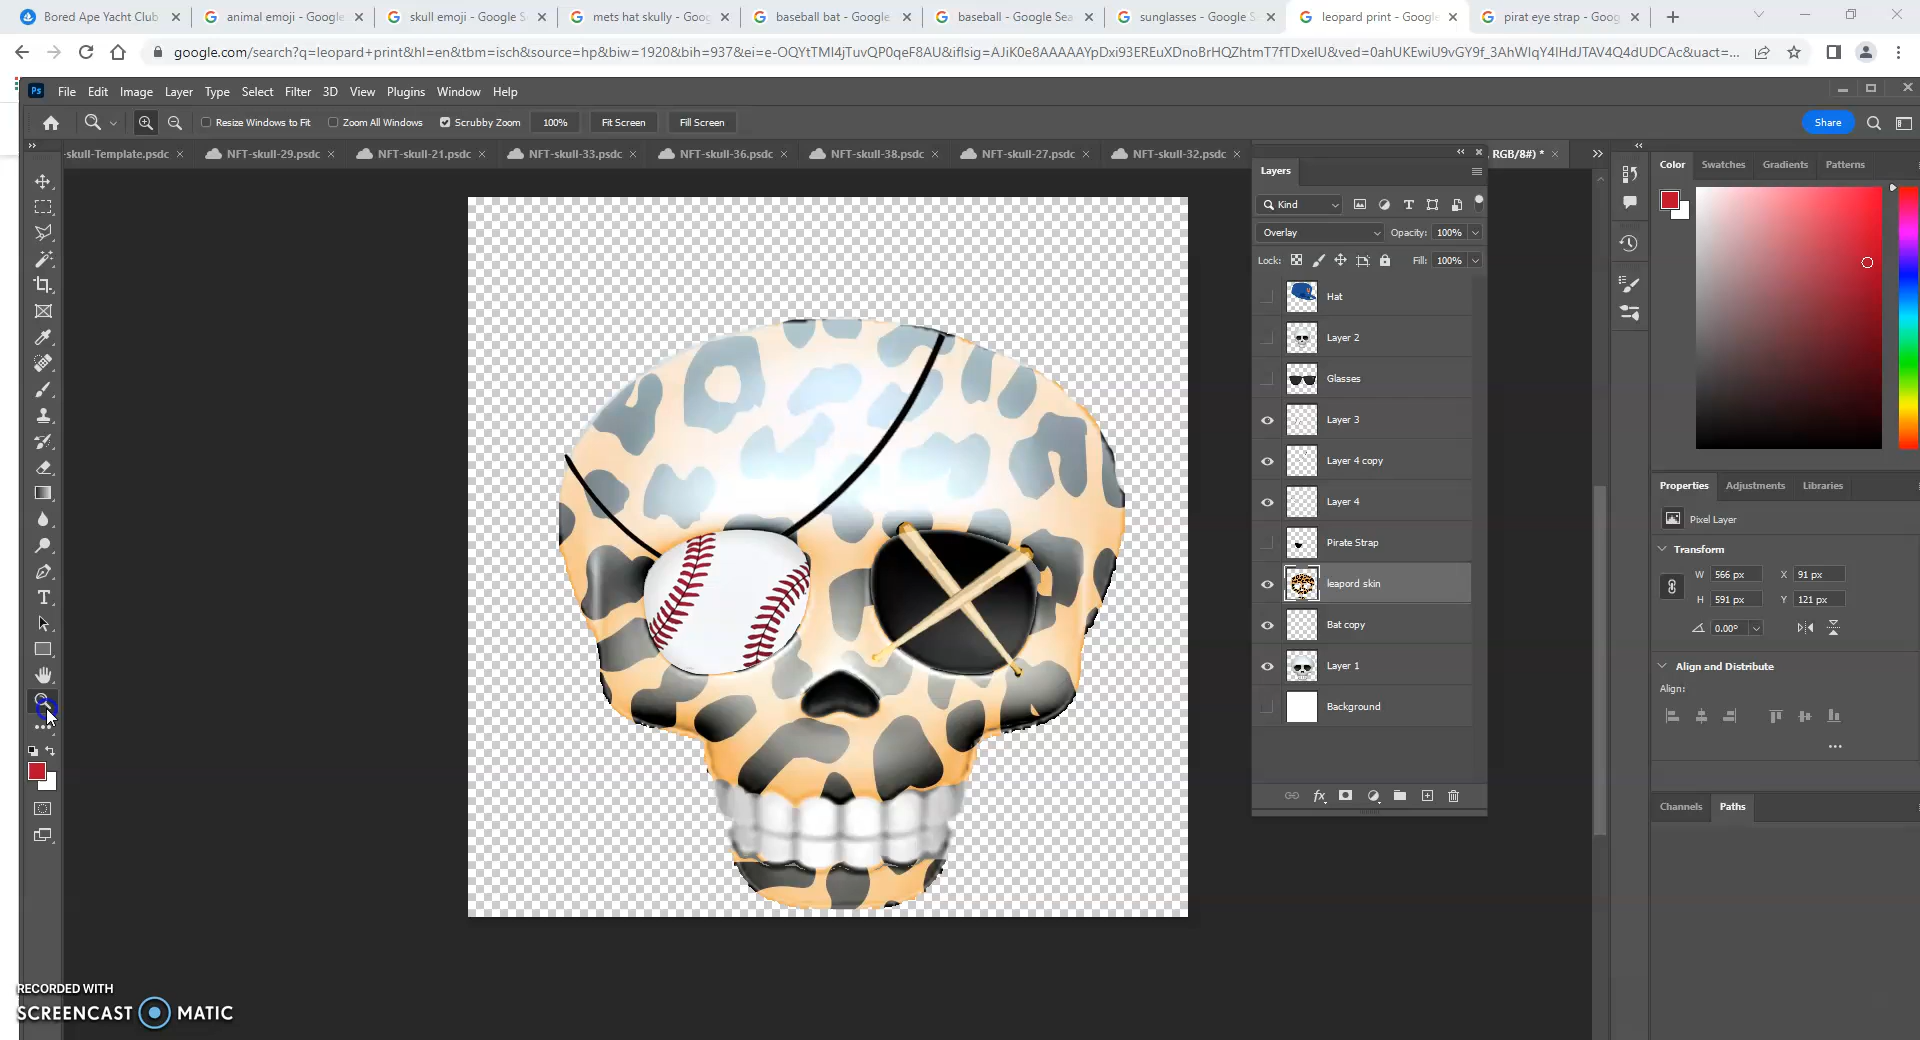 Bored Ape Yacht Club
animal emoji - Google
skull emoji - Google S
mets hat skully - Goog
baseball bat - Google
baseball - Google Sea
sunglasses - Google S
leopard print - Google
pirat eye strap - Goog
google.com/search?q=leopard+print&hl=en&tbm=isch&source=hp&biw=1920&bih=937&ei=e-OQYtTMI4jTuvQP0qeF8AU&iflsig=AJiK0e8AAAAAYpDxi93EREuXDnoBrHQZhtmT7fTDxelU&ved=0ahUKEwiU9vGY9f_3AhWIqY4IHdJTAV4Q4dUDCAc&uact=...
Ps File Edit Image Layer Type Select Filter 3D View Plugins Window Help
Resize Windows to Fit Zoom All Windows Scrubby Zoom 100% Fit Screen Fill Screen Share
-skull-Template.psdc NFT-skull-29.psdc NFT-skull-21.psdc NFT-skull-33.psdc NFT-skull-36.psdc NFT-skull-38.psdc NFT-skull-27.psdc NFT-skull-32.psdc , RGB/8#) *
Layers
Kind
Overlay Opacity: 100%
Lock: Fill: 100%
Hat
Layer 2
Glasses
Layer 3
Layer 4 copy
Layer 4
Pirate Strap
leapord skin
Bat copy
Layer 1
Background
fx
Color Swatches Gradients Patterns
Properties Adjustments Libraries
Pixel Layer
Transform
W 566 px X 91 px
H 591 px Y 121 px
0.00°
Align and Distribute
Align:
Channels Paths
RECORDED WITH
SCREENCAST MATIC